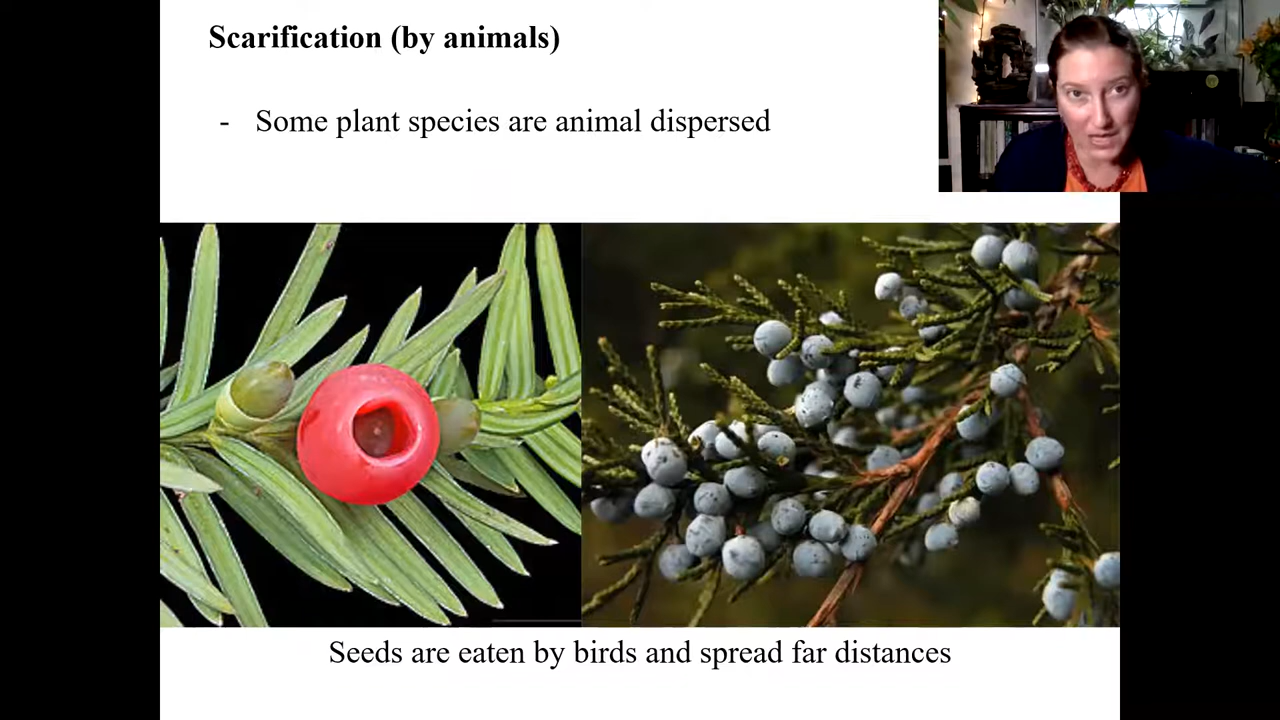 Scarification (by animals)
- Some plant species are animal dispersed
Seeds are eaten by birds and spread far distances